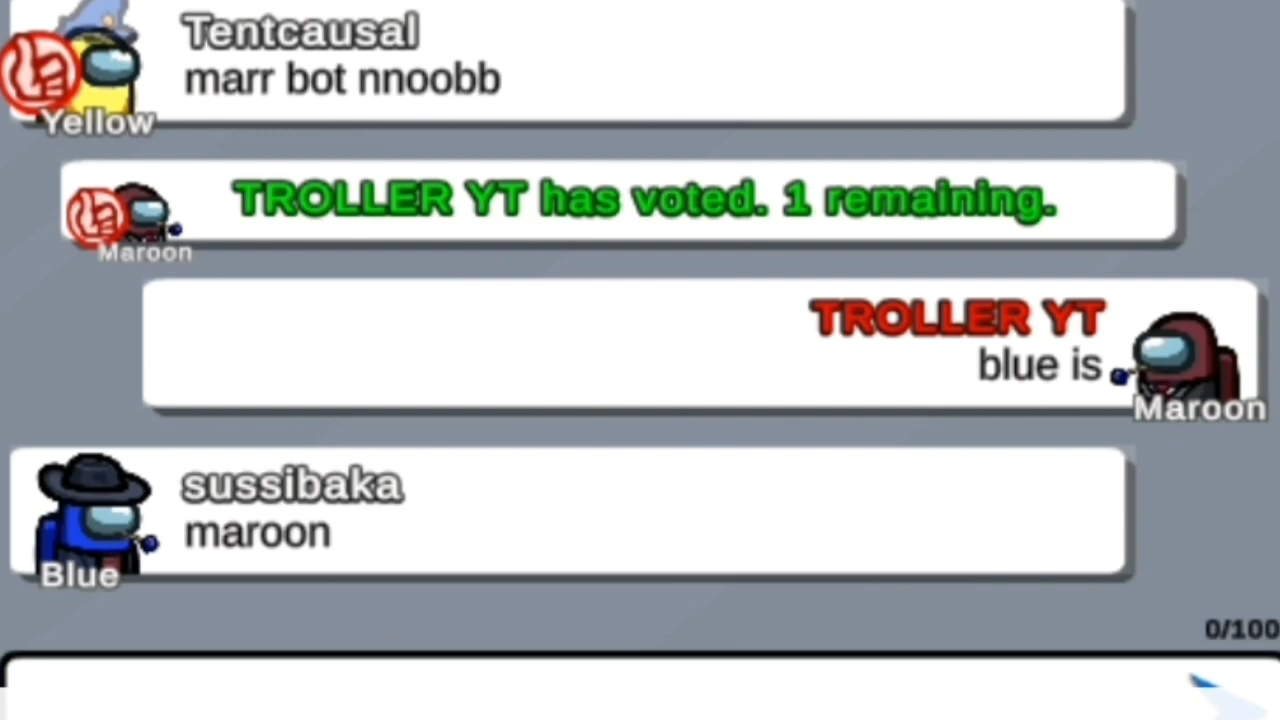 Tentcausal
marr bot nnoobb
Yellow
TROLLER YT has voted. 1 remaining.
Maroon
TROLLER YT
blue is
Maroon
sussibaka
maroon
Blue
0/100